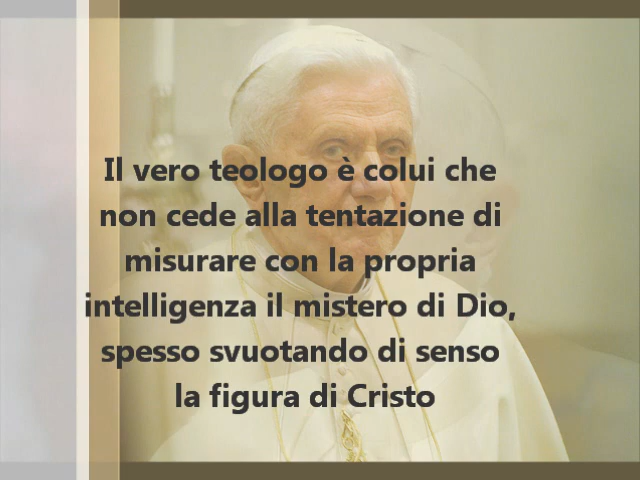 Il vero teologo è colui che
non cede alla tentazione di
misurare con la propria
intelligenza il mistero di Dio,
spesso svuotando di senso
la figura di Cristo